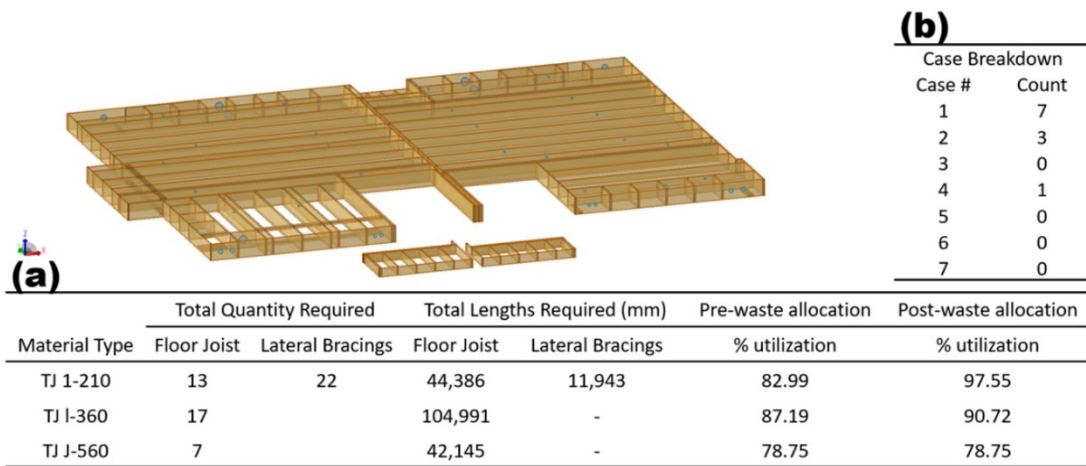 (b)
Case Breakdown
Case # Count
1 7
2 3
3 0
4 1
5 0
6 0
7 0
(a)
Total Quantity Required Total Lengths Required (mm) Pre-waste allocation Post-waste allocation
Material Type Floor Joist Lateral Bracings Floor Joist Lateral Bracings % utilization % utilization
TJ 1-210 13 22 44,386 11,943 82.99 97.55
TJ I-360 17 104,991 - 87.19 90.72
TJ J-560 7 42,145 - 78.75 78.75